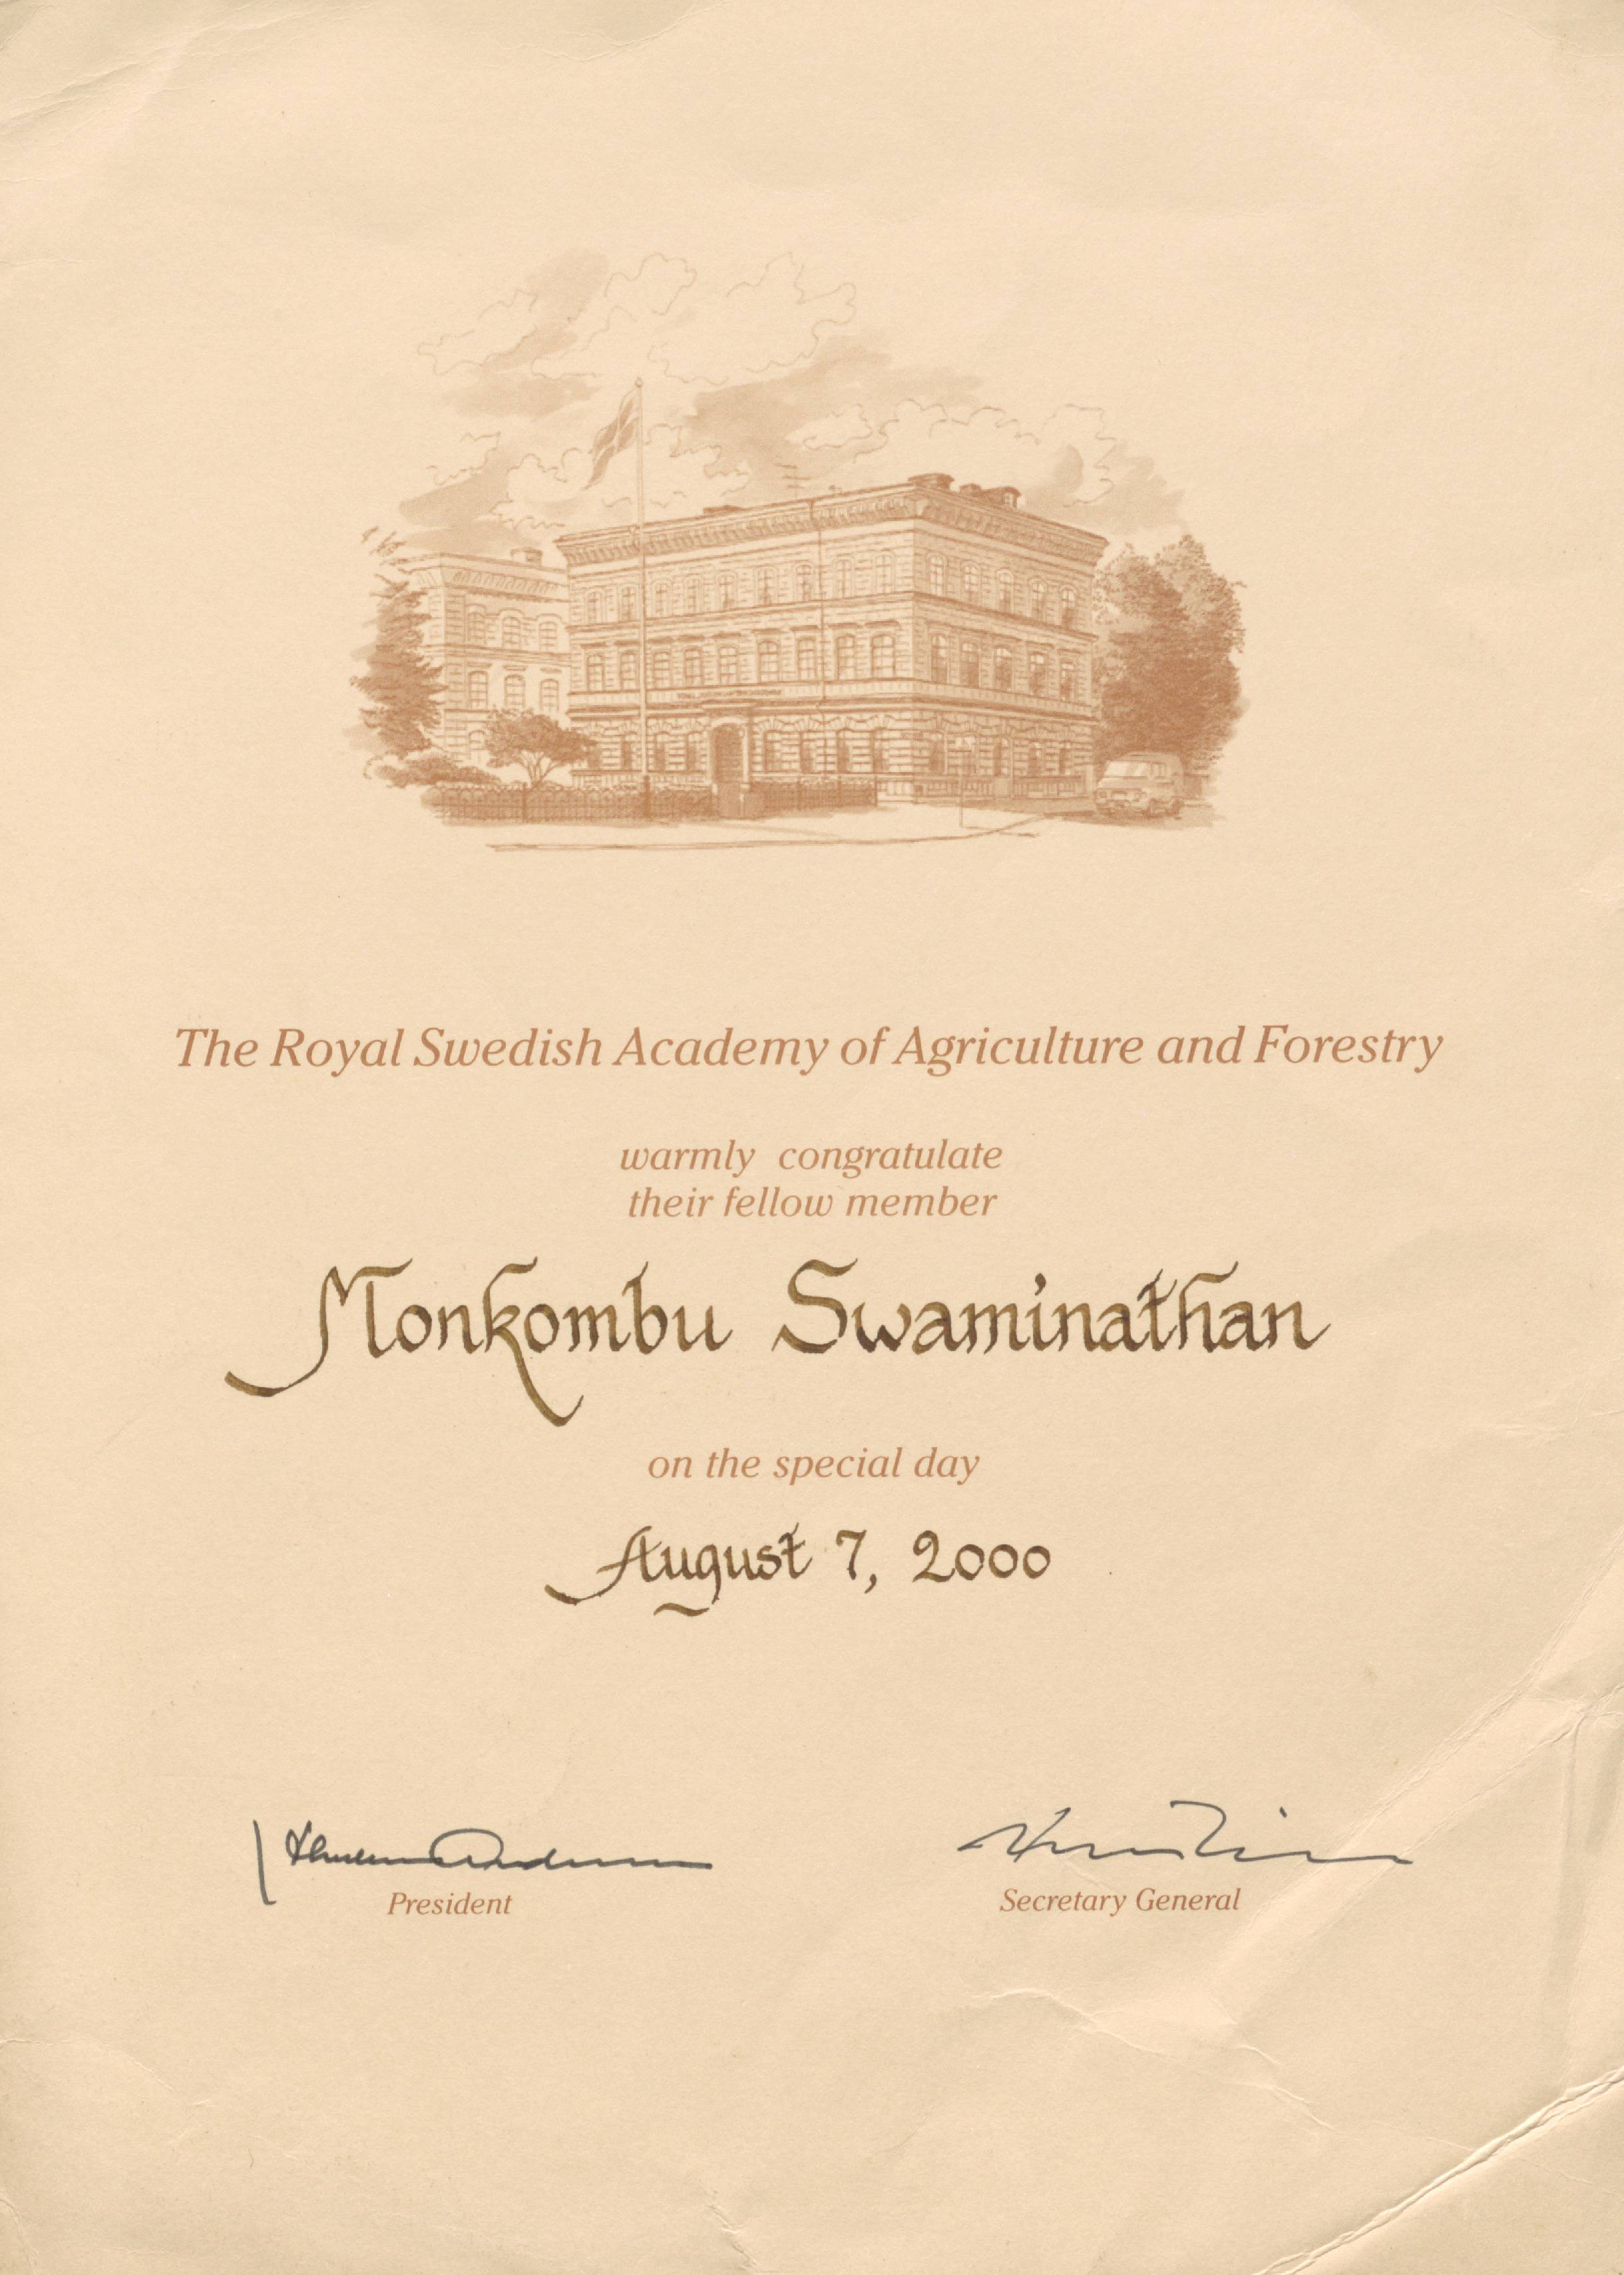 The Royal Swedish Academy of Agriculture and Forestry
warmly congratulate
their fellow member
Monkombu Swaminathan
on the special day
August 7, 2000
President
Secretary General